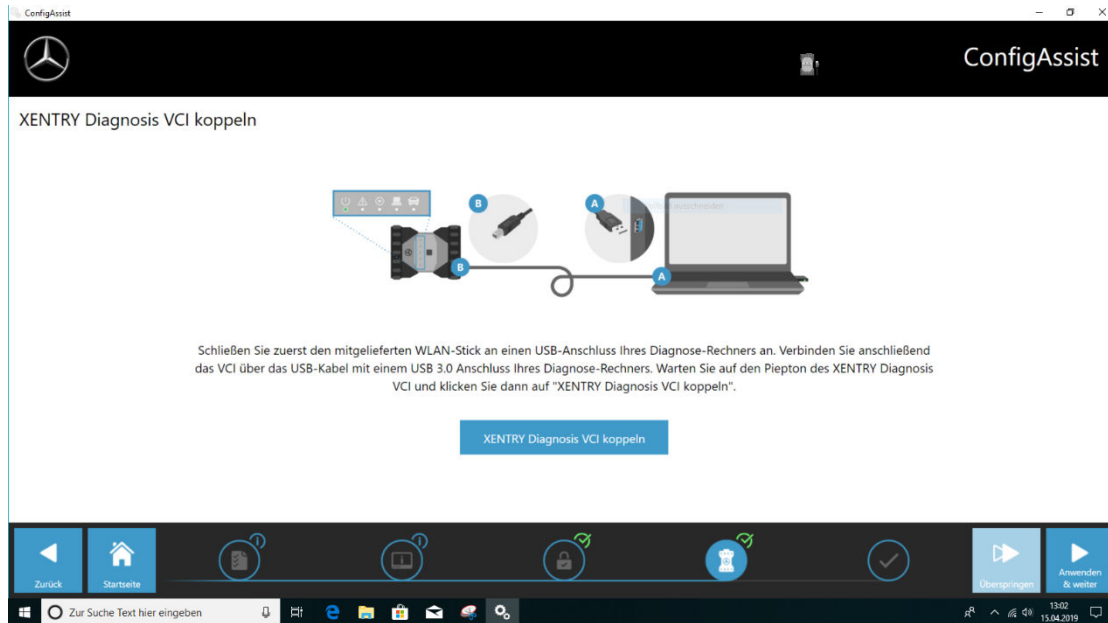 ConfigAssist
ConfigAssist
XENTRY Diagnosis VCI koppeln
B
A
B
A
Schließen Sie zuerst den mitgelieferten WLAN-Stick an einen USB-Anschluss Ihres Diagnose-Rechners an. Verbinden Sie anschließend
das VCI über das USB-Kabel mit einem USB 3.0 Anschluss Ihres Diagnose-Rechners. Warten Sie auf den Piepton des XENTRY Diagnosis
VCI und klicken Sie dann auf "XENTRY Diagnosis VCI koppeln".
XENTRY Diagnosis VCI koppeln
Zurück
Startseite
Überspringen
Anwenden
& weiter
Zur Suche Text hier eingeben
13:02
15.04.2019